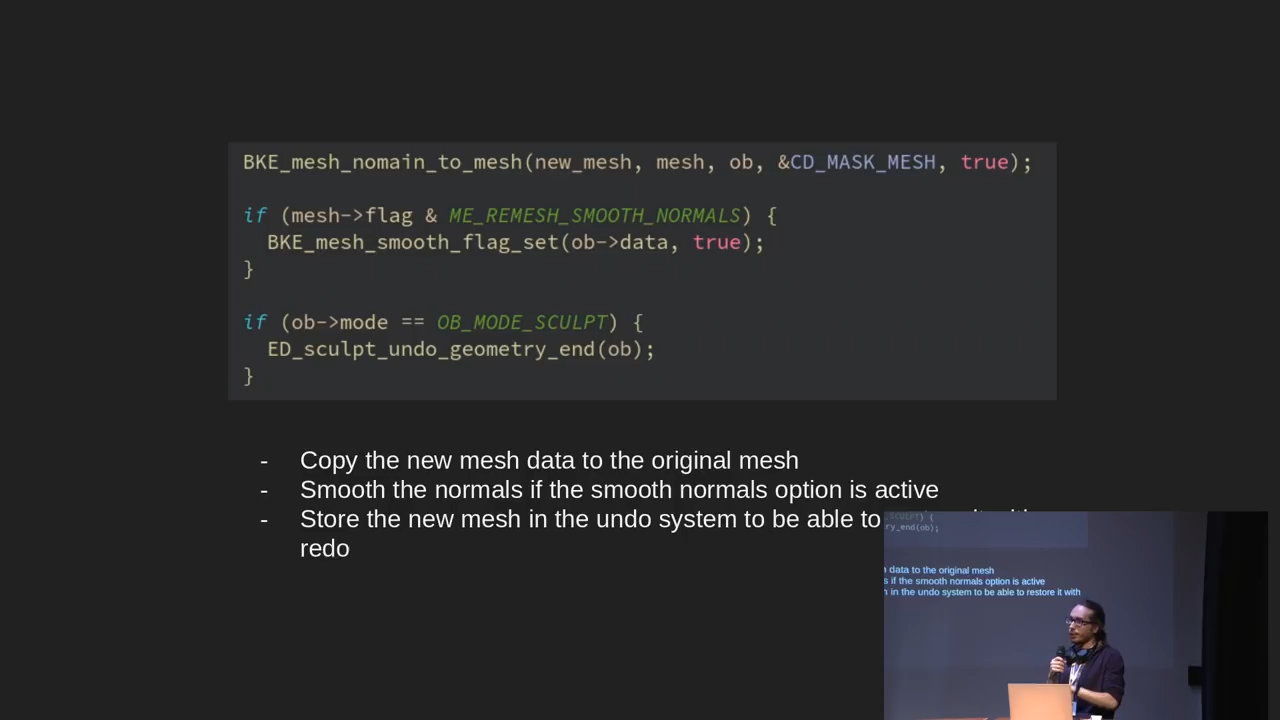 BKE_mesh_nomain_to_mesh(new_mesh, mesh, ob, &CD_MASK_MESH, true);
if (mesh->flag & ME_REMESH_SMOOTH_NORMALS) {
BKE_mesh_smooth_flag_set(ob->data, true);
}
if (ob->mode == OB_MODE_SCULPT) {
ED_sculpt_undo_geometry_end(ob);
}
- Copy the new mesh data to the original mesh
- Smooth the normals if the smooth normals option is active
- Store the new mesh in the undo system to be able to
redo
ry_end(ob);
data to the original mesh
s if the smooth normals option is active
in the undo system to be able to restore it with